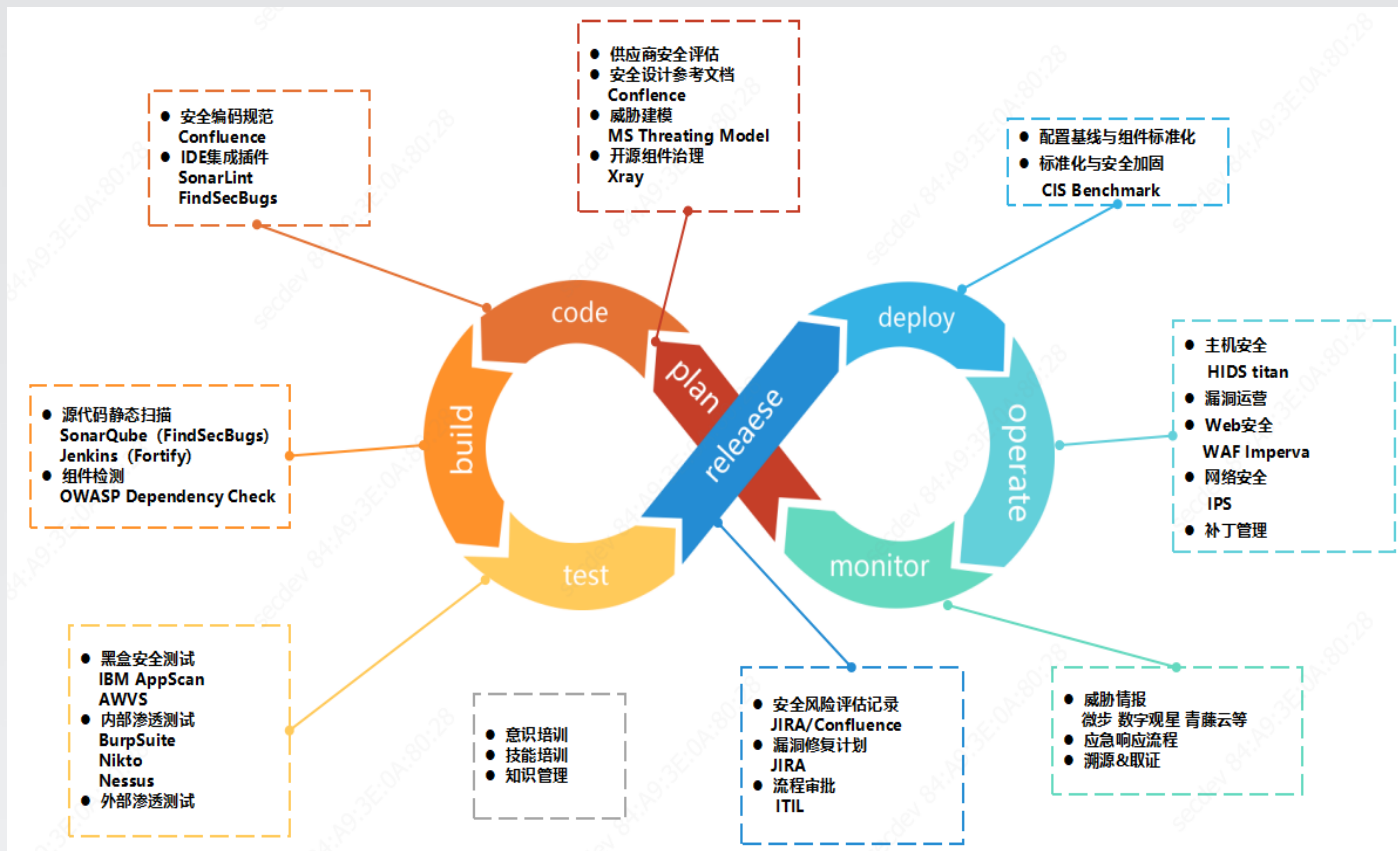 ● 供应商安全评估
● 安全设计参考文档
Conflence
● 威胁建模
MS Threating Model
● 开源组件治理
Xray
● 安全编码规范
Confluence
● IDE集成插件
SonarLint
FindSecBugs
● 配置基线与组件标准化
● 标准化与安全加固
CIS Benchmark
code
deploy
plan
releaese
build
operate
test
monitor
● 主机安全
HIDS titan
● 漏洞运营
● Web安全
WAF Imperva
● 网络安全
IPS
● 补丁管理
● 源代码静态扫描
SonarQube（FindSecBugs）
Jenkins（Fortify）
● 组件检测
OWASP Dependency Check
● 黑盒安全测试
IBM AppScan
AWVS
● 内部渗透测试
BurpSuite
Nikto
Nessus
● 外部渗透测试
● 意识培训
● 技能培训
● 知识管理
● 安全风险评估记录
JIRA/Confluence
● 漏洞修复计划
JIRA
● 流程审批
ITIL
● 威胁情报
微步 数字观星 青藤云等
● 应急响应流程
● 溯源&取证
secdev 84:A9:3E:0A:80:28